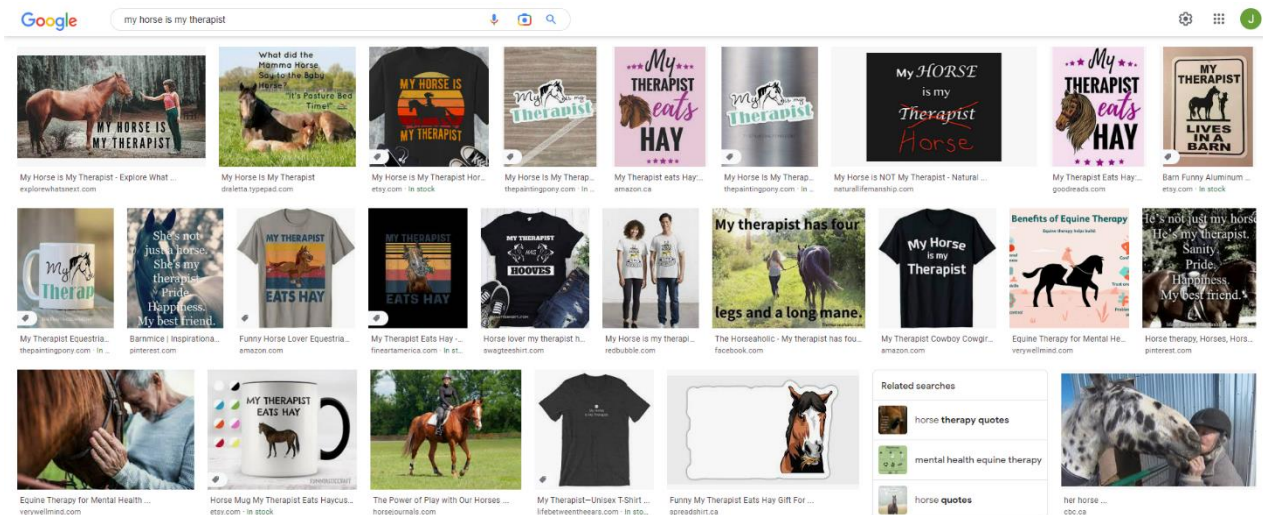 Google
my horse is my therapist
J
MY HORSE IS
MY THERAPIST
My Horse is My Therapist - Explore What ...
explorewhatsnext.com
What did the
Mamma Horse
Say to the Baby
Horse?
"It's Pasture Bed
Time!"
My Horse Is My Therapist
draletta.typepad.com
MY HORSE IS
MY THERAPIST
My Horse Is My Therapist Hor...
etsy.com · In stock
My is my
Therapist
My Horse Is My Therap...
thepaintingpony.com · In ...
My
THERAPIST
eats
HAY
My Therapist eats Hay:...
amazon.ca
My is my
Therapist
My Horse Is My Therap...
thepaintingpony.com · In ...
My HORSE
is my
Therapist
Horse
My Horse is NOT My Therapist - Natural ...
naturallifemanship.com
My
THERAPIST
eats
HAY
My Therapist Eats Hay:...
goodreads.com
MY
THERAPIST
LIVES
IN A
BARN
Barn Funny Aluminum ...
etsy.com · In stock
My
Therap
My Therapist Equestria...
thepaintingpony.com · In ...
She's not
just a horse.
She's my
therapist
Pride.
Happiness.
My best friend.
Barnmice | Inspirationa...
pinterest.com
MY THERAPIST
EATS HAY
Funny Horse Lover Equestria...
amazon.com
MY THERAPIST
EATS HAY
My Therapist Eats Hay -...
fineartamerica.com · In st...
MY THERAPIST
HAS
HOOVES
Horse lover my therapist h...
swagteeshirt.com
My Horse is my therapi...
redbubble.com
My therapist has four
legs and a long mane.
The Horseaholic - My therapist has fou...
facebook.com
My Horse
is my
Therapist
My Therapist Cowboy Cowgir...
amazon.com
Benefits of Equine Therapy
Equine therapy helps build
Equine Therapy for Mental He...
verywellmind.com
He's not just my horse
He's my therapist.
Sanity.
Pride.
Happiness.
My best friend.
Horse therapy, Horses, Hors...
pinterest.com
Equine Therapy for Mental Health ...
verywellmind.com
MY THERAPIST
EATS HAY
Horse Mug My Therapist Eats Haycus...
etsy.com · In stock
The Power of Play with Our Horses ...
horsejournals.com
My Therapist—Unisex T-Shirt ...
lifebetweentheears.com · In sto...
Funny My Therapist Eats Hay Gift For ...
spreadshirt.ca
Related searches
horse therapy quotes
mental health equine therapy
horse quotes
her horse ...
cbc.ca